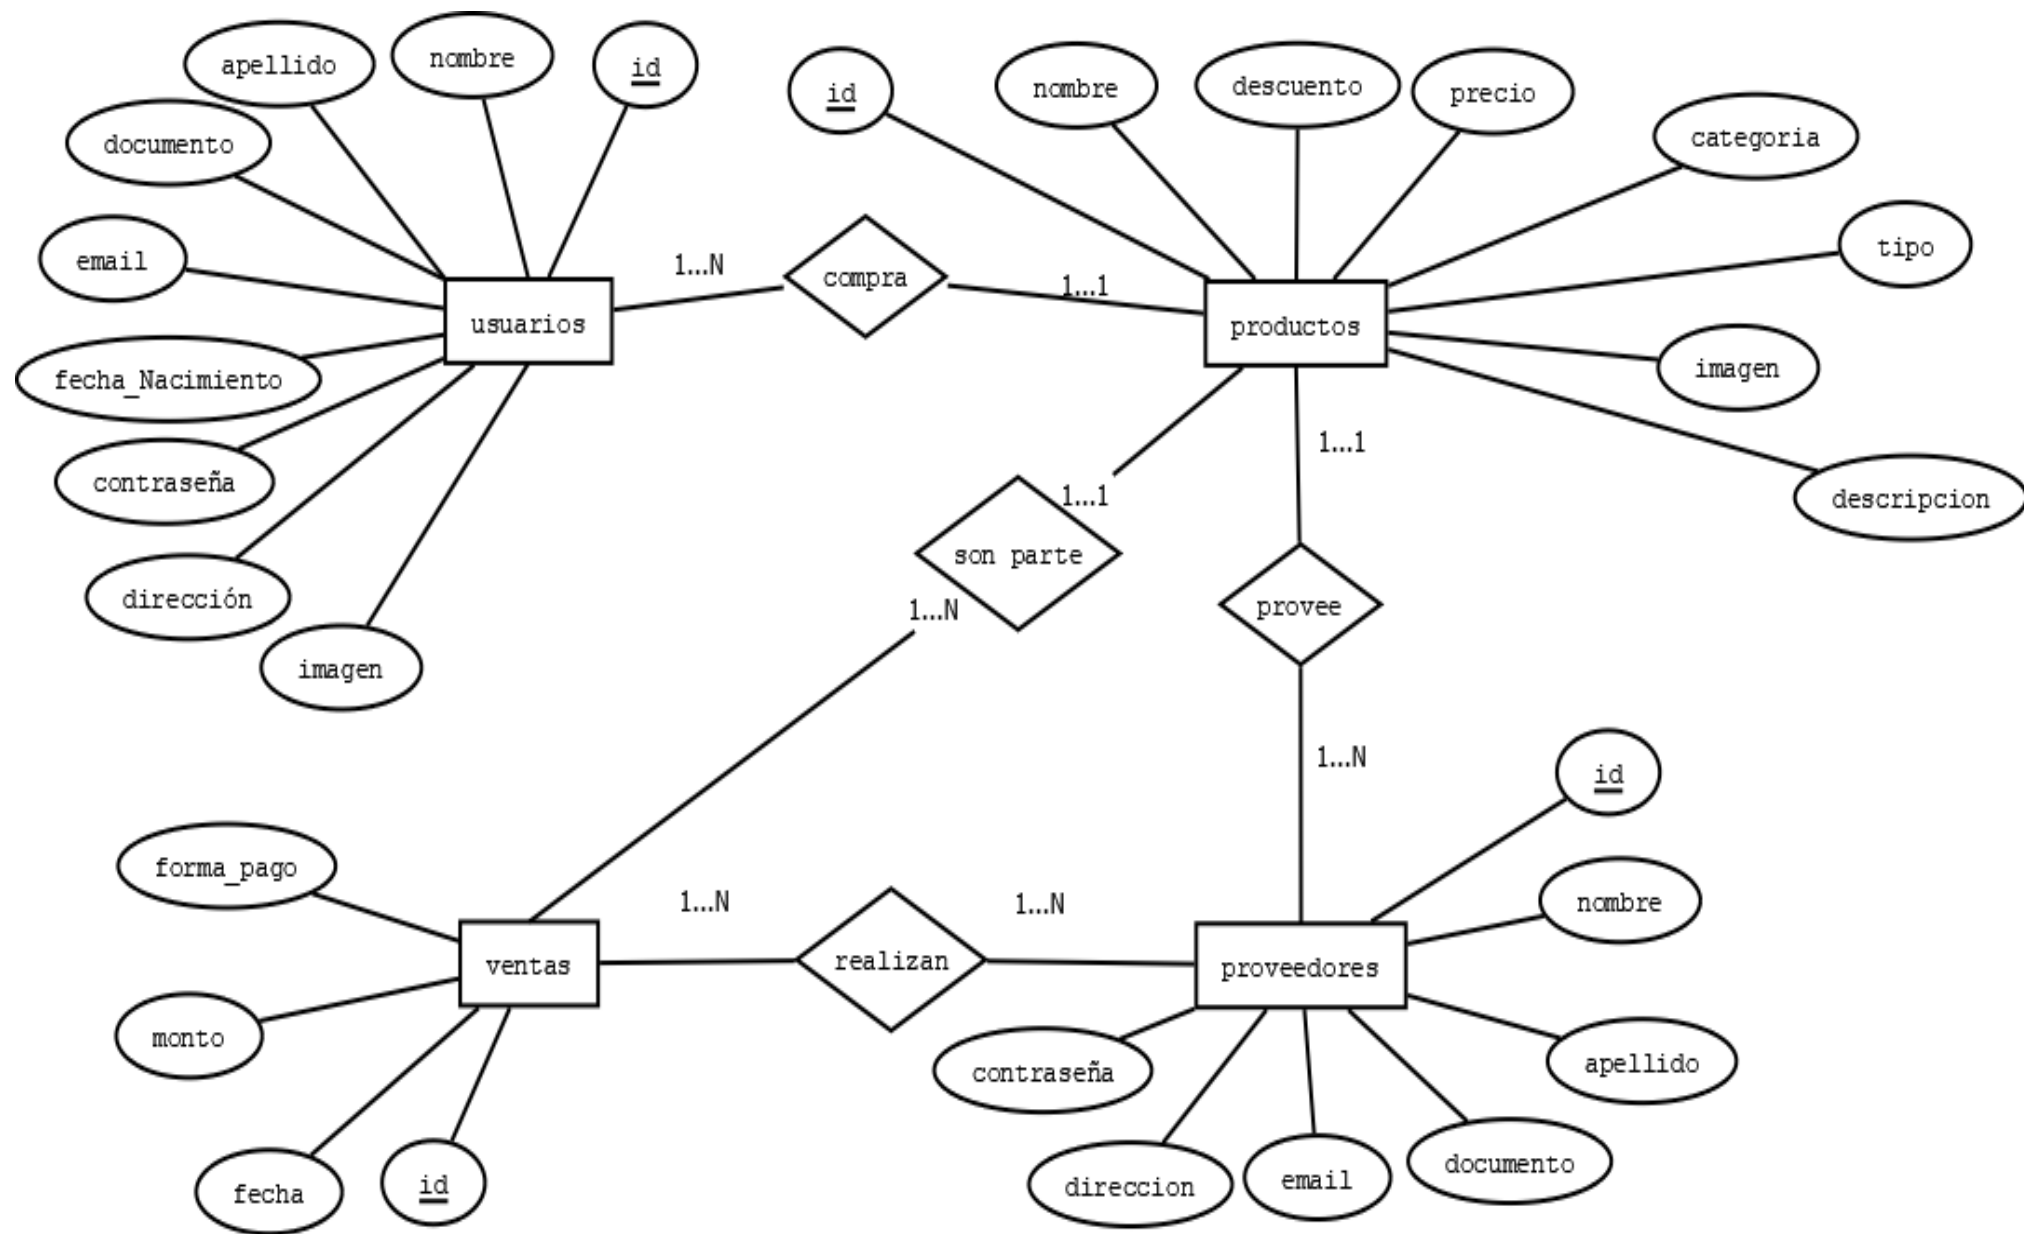 apellido
nombre
id
documento
email
fecha_Nacimiento
contraseña
dirección
imagen
usuarios
1...N
compra
1...1
id
nombre
descuento
precio
categoria
tipo
imagen
descripcion
productos
1...1
son parte
1...N
1...1
provee
1...N
forma_pago
monto
fecha
id
ventas
1...N
realizan
1...N
proveedores
id
nombre
apellido
documento
email
direccion
contraseña